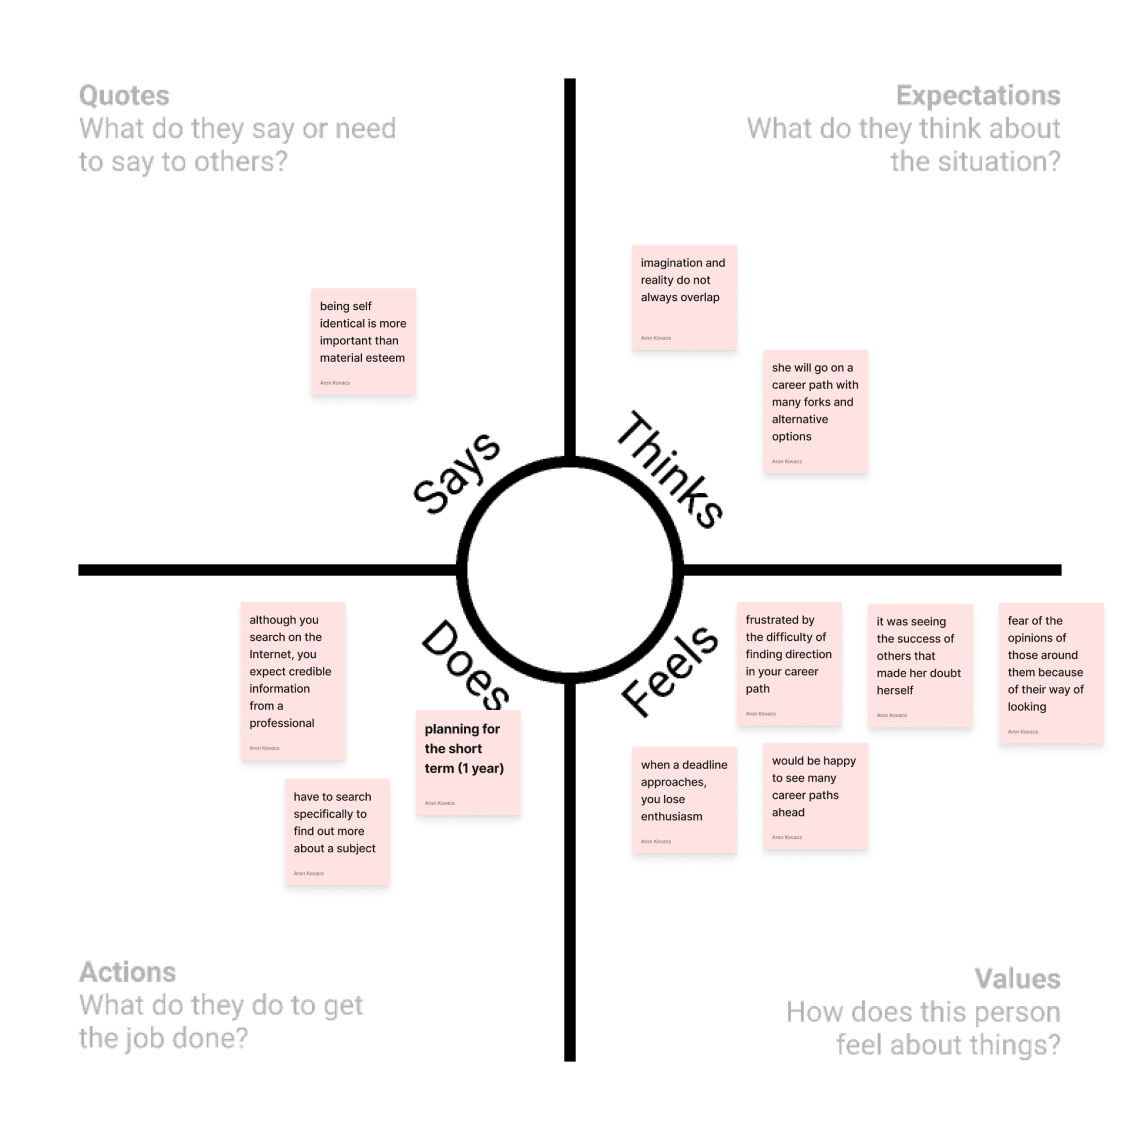 Quotes
What do they say or need
to say to others?
Expectations
What do they think about
the situation?
being self
identical is more
important than
material esteem
Aron Kovacs
imagination and
reality do not
always overlap
Aron Kovacs
she will go on a
career path with
many forks and
alternative
options
Aron Kovacs
Says
Thinks
Does
Feels
although you
search on the
Internet, you
expect credible
information
from a
professional
Aron Kovacs
planning for
the short
term (1 year)
Aron Kovacs
have to search
specifically to
find out more
about a subject
Aron Kovacs
frustrated by
the difficulty of
finding direction
in your career
path
Aron Kovacs
it was seeing
the success of
others that
made her doubt
herself
Aron Kovacs
fear of the
opinions of
those around
them because
of their way of
looking
Aron Kovacs
when a deadline
approaches,
you lose
enthusiasm
Aron Kovacs
would be happy
to see many
career paths
ahead
Aron Kovacs
Actions
What do they do to get
the job done?
Values
How does this person
feel about things?